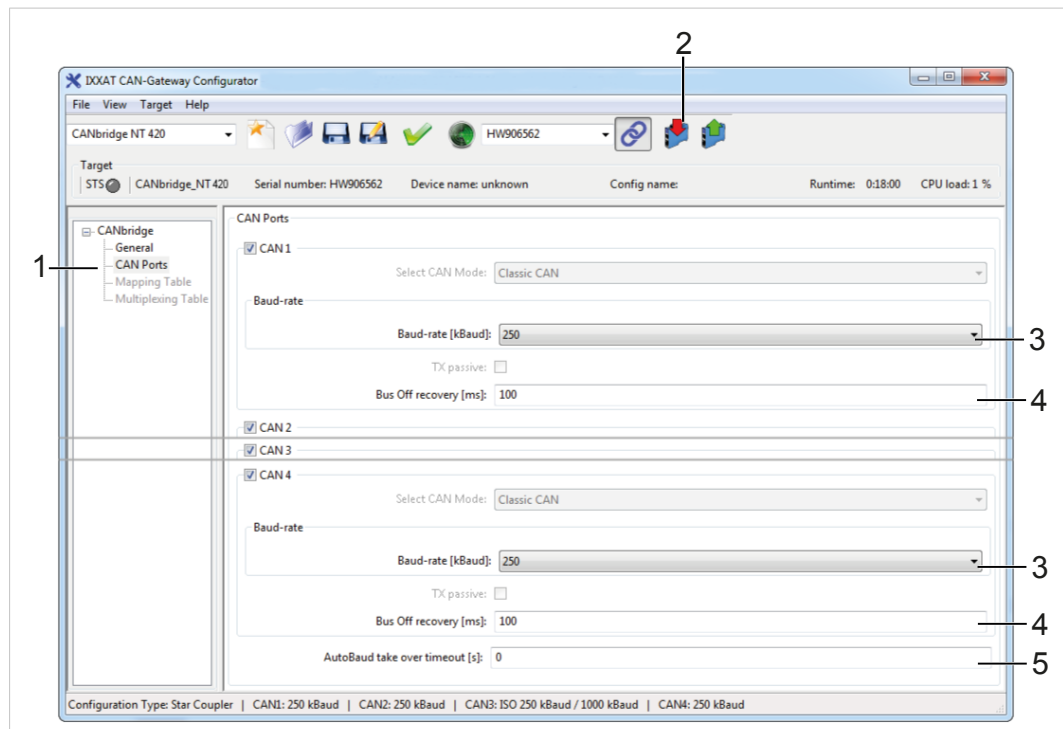 2
IXXAT CAN-Gateway Configurator
File View Target Help
CANbridge NT 420
HW906562
Target
STS CANbridge_NT420 Serial number: HW906562 Device name: unknown Config name: Runtime: 0:18:00 CPU load: 1 %
CANbridge
General
CAN Ports
Mapping Table
Multiplexing Table
1
CAN Ports
CAN 1
Select CAN Mode: Classic CAN
Baud-rate
Baud-rate [kBaud]: 250
3
TX passive:
Bus Off recovery [ms]: 100
4
CAN 2
CAN 3
CAN 4
Select CAN Mode: Classic CAN
Baud-rate
Baud-rate [kBaud]: 250
3
TX passive:
Bus Off recovery [ms]: 100
4
AutoBaud take over timeout [s]: 0
5
Configuration Type: Star Coupler | CAN1: 250 kBaud | CAN2: 250 kBaud | CAN3: ISO 250 kBaud / 1000 kBaud | CAN4: 250 kBaud